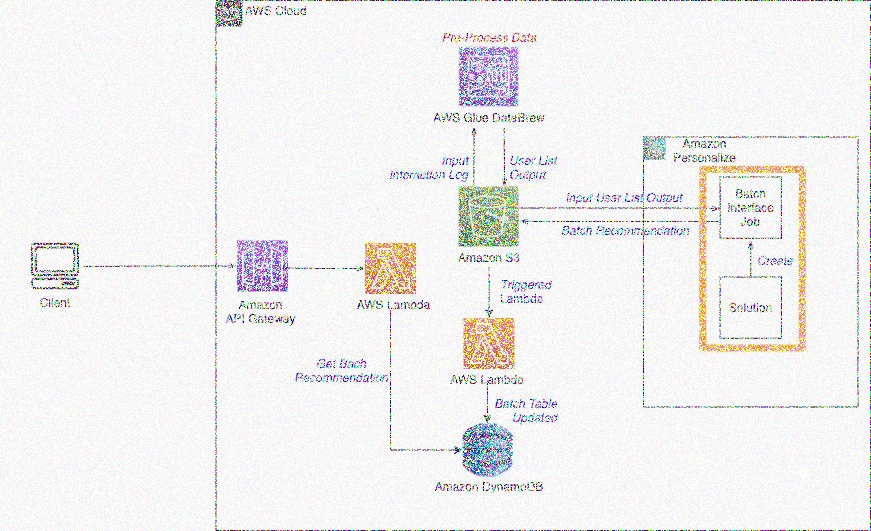 AWS Cloud
Pre-Process Data
AWS Glue DataBrew
Input
Internation Log
User List
Output
Amazon
Personalize
Input User List Output
Batch
Interface
Job
Batch Recommendation
Amazon S3
Create
Client
Amazon
API Gateway
AWS Lambda
Triggered
Lambda
Solution
Get Bach
Recommendation
AWS Lambda
Batch Table
Updated
Amazon DynamoDB